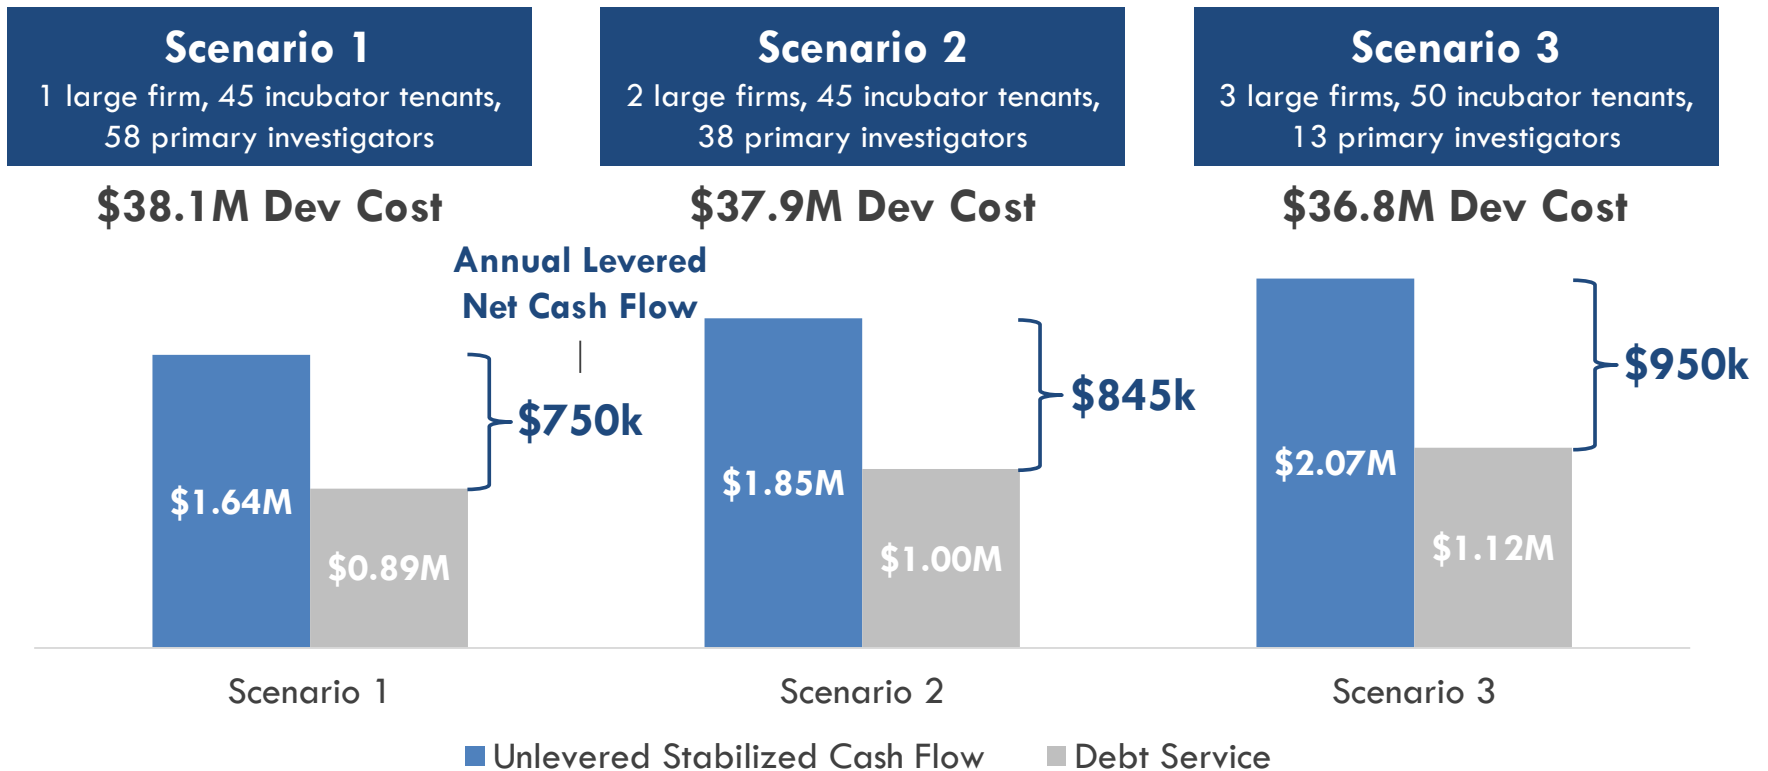 Scenario 1
1 large firm, 45 incubator tenants,
58 primary investigators
Scenario 2
2 large firms, 45 incubator tenants,
38 primary investigators
Scenario 3
3 large firms, 50 incubator tenants,
13 primary investigators
$38.1M Dev Cost
$37.9M Dev Cost
$36.8M Dev Cost
Annual Levered
Net Cash Flow
$750k
$845k
$950k
$1.64M
$0.89M
$1.85M
$1.00M
$2.07M
$1.12M
Scenario 1
Scenario 2
Scenario 3
Unlevered Stabilized Cash Flow
Debt Service